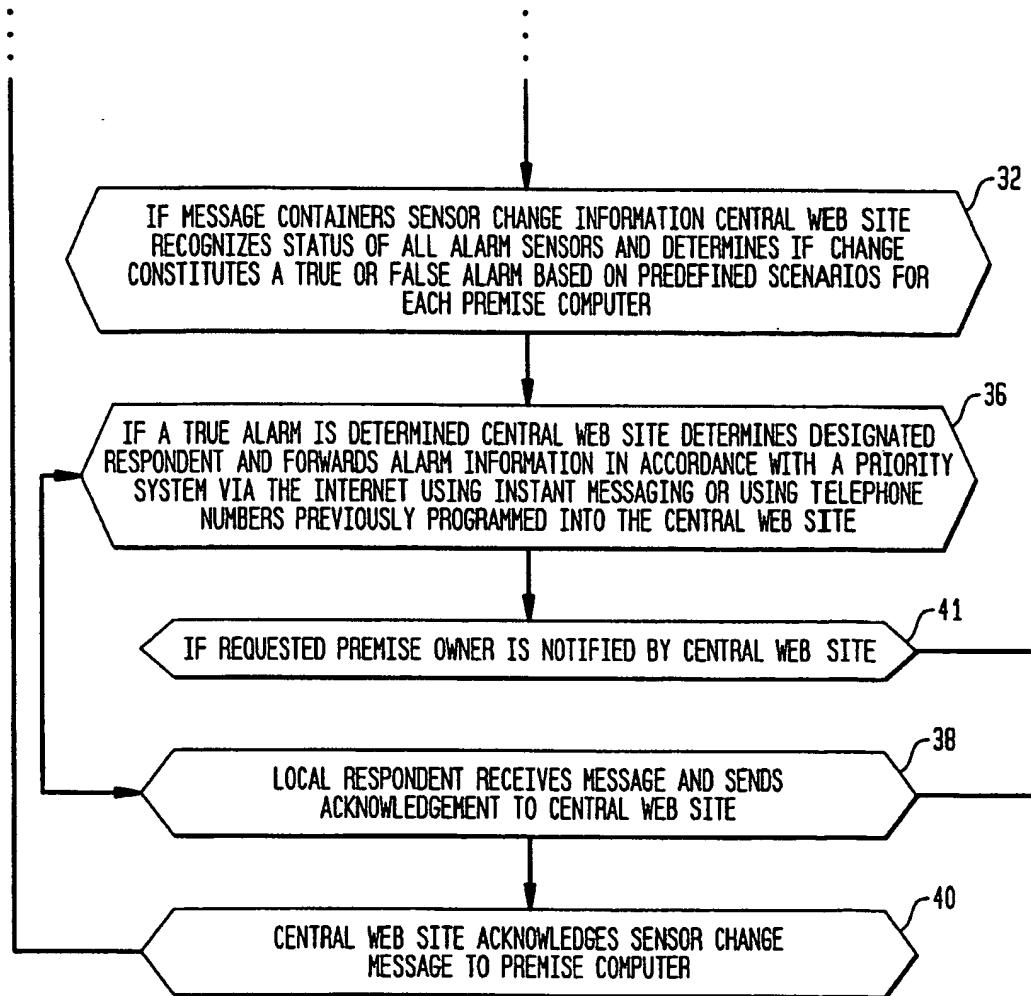 32
IF MESSAGE CONTAINERS SENSOR CHANGE INFORMATION CENTRAL WEB SITE
RECOGNIZES STATUS OF ALL ALARM SENSORS AND DETERMINES IF CHANGE
CONSTITUTES A TRUE OR FALSE ALARM BASED ON PREDEFINED SCENARIOS FOR
EACH PREMISE COMPUTER
36
IF A TRUE ALARM IS DETERMINED CENTRAL WEB SITE DETERMINES DESIGNATED
RESPONDENT AND FORWARDS ALARM INFORMATION IN ACCORDANCE WITH A PRIORITY
SYSTEM VIA THE INTERNET USING INSTANT MESSAGING OR USING TELEPHONE
NUMBERS PREVIOUSLY PROGRAMMED INTO THE CENTRAL WEB SITE
41
IF REQUESTED PREMISE OWNER IS NOTIFIED BY CENTRAL WEB SITE
38
LOCAL RESPONDENT RECEIVES MESSAGE AND SENDS
ACKNOWLEDGEMENT TO CENTRAL WEB SITE
40
CENTRAL WEB SITE ACKNOWLEDGES SENSOR CHANGE
MESSAGE TO PREMISE COMPUTER